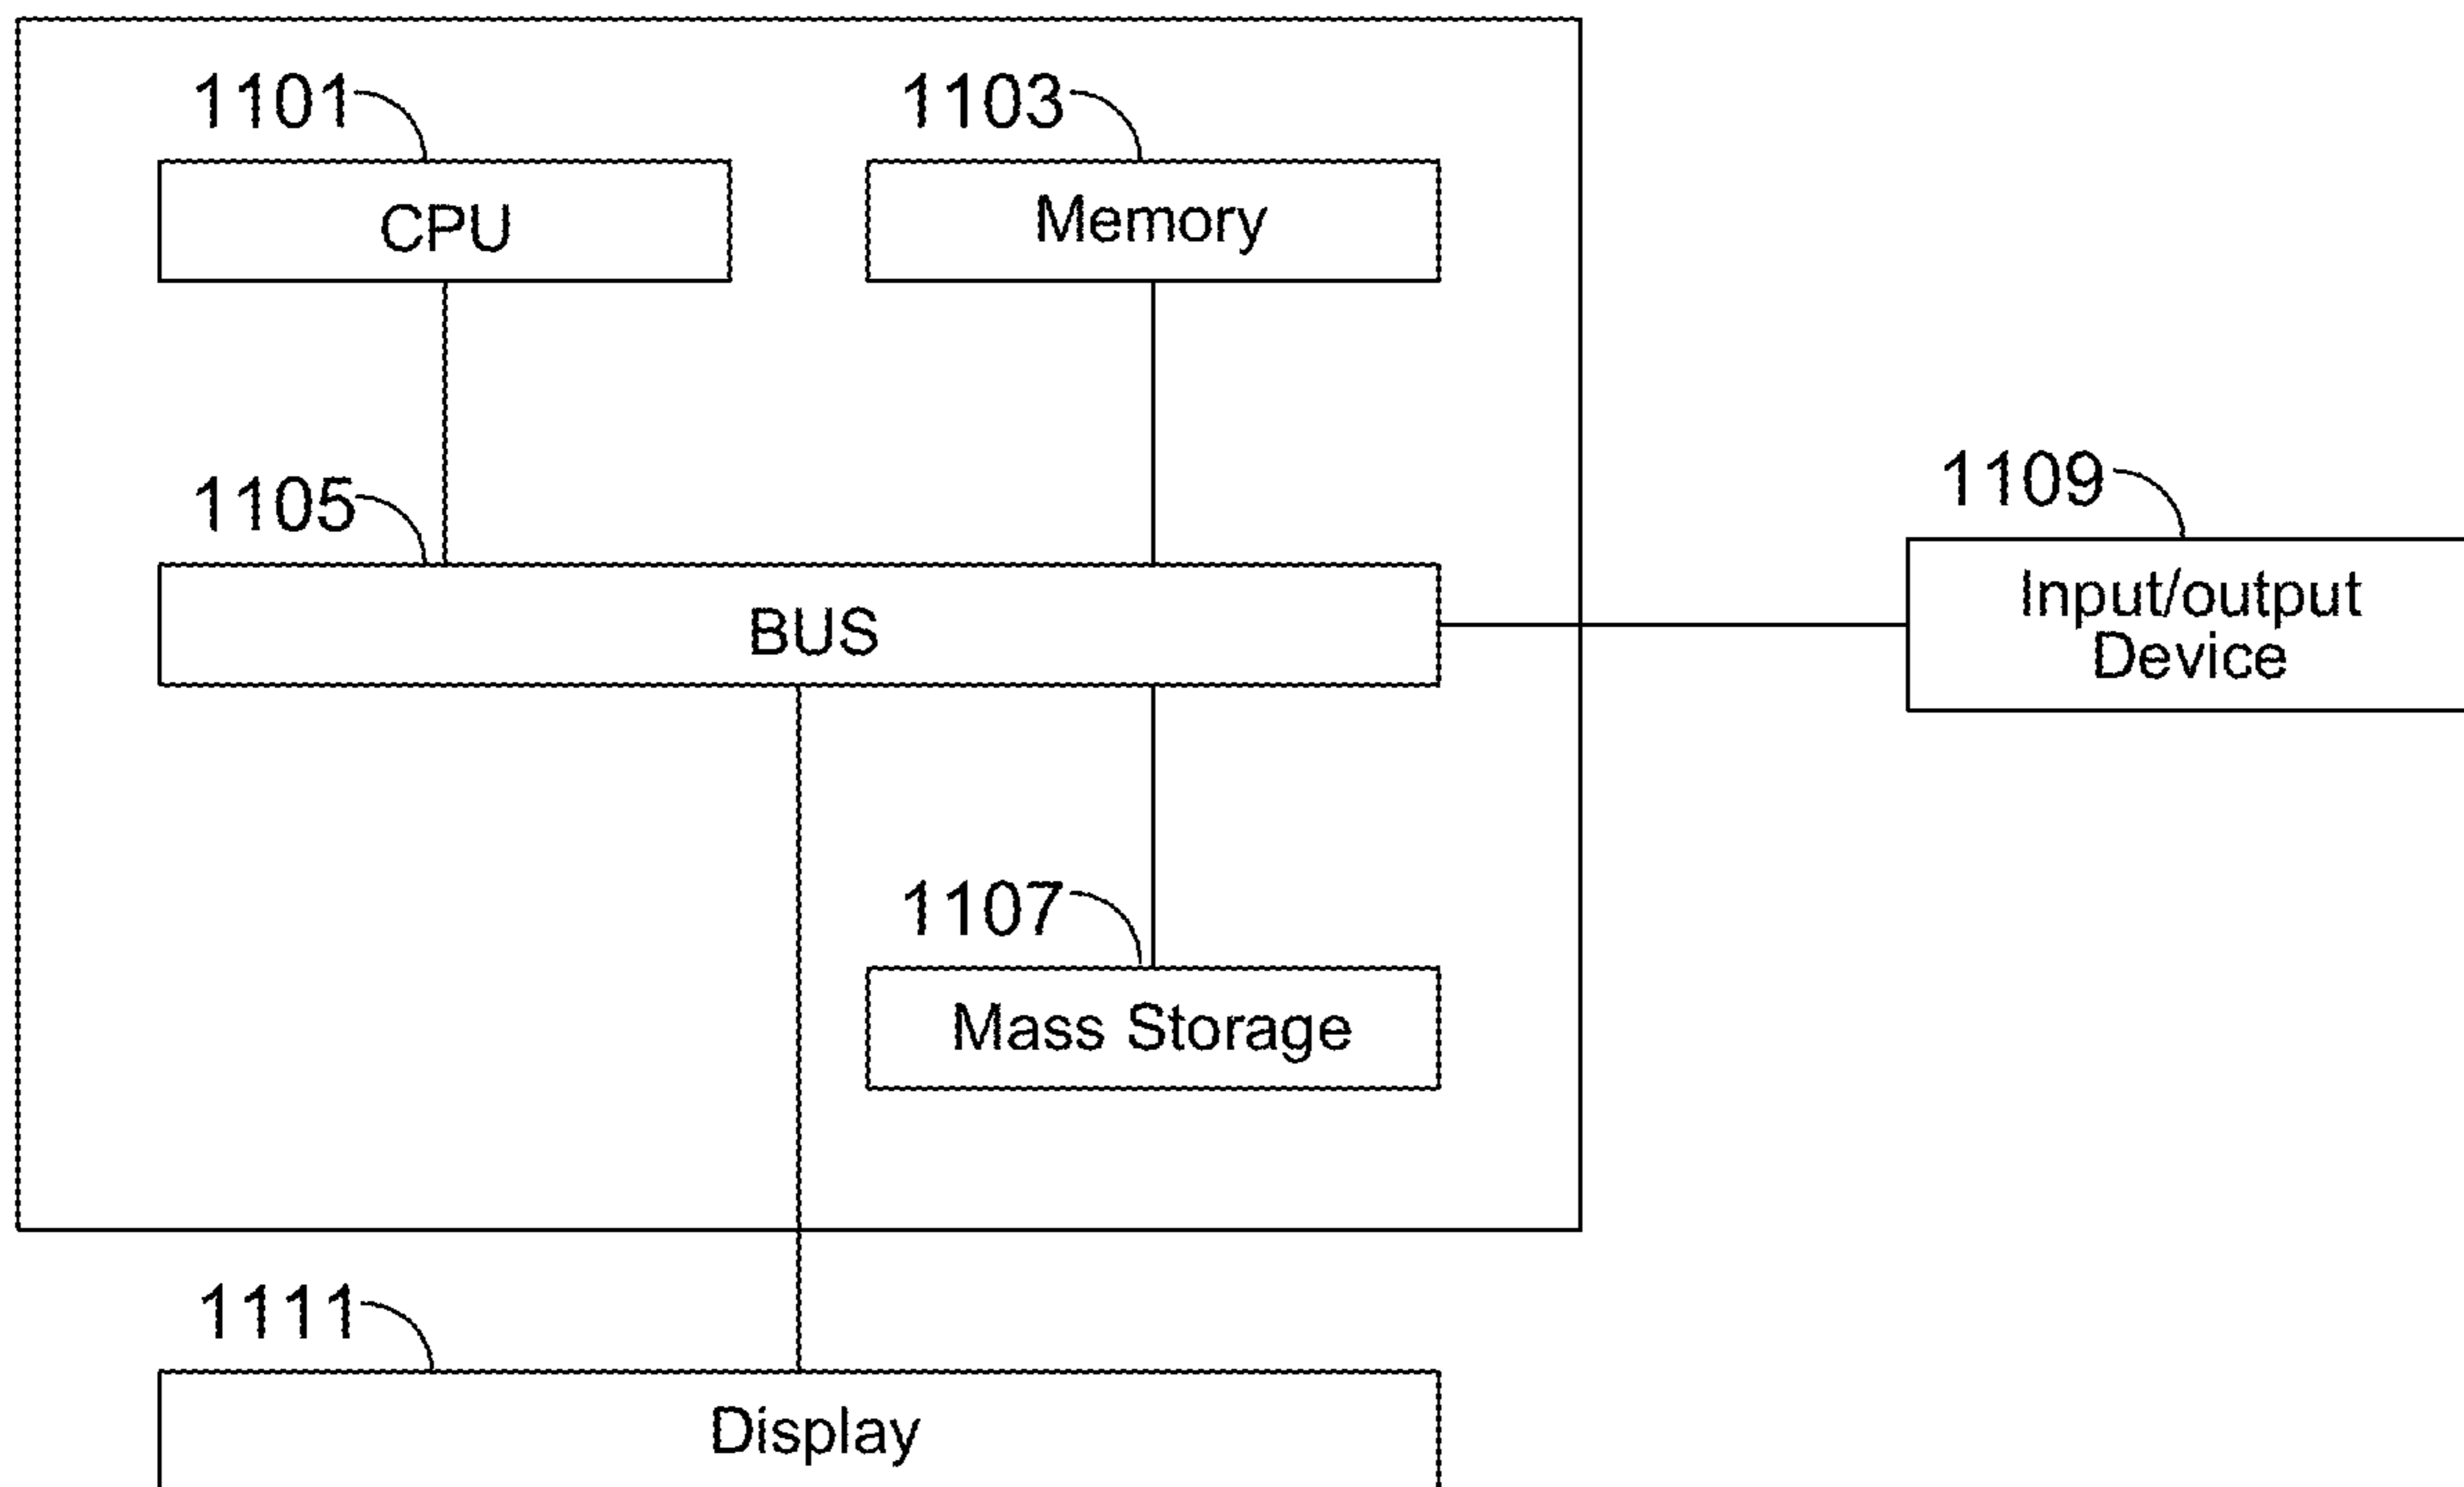 1101
1103
CPU
Memory
1105
1109
BUS
Input/output
Device
1107
Mass Storage
1111
Display